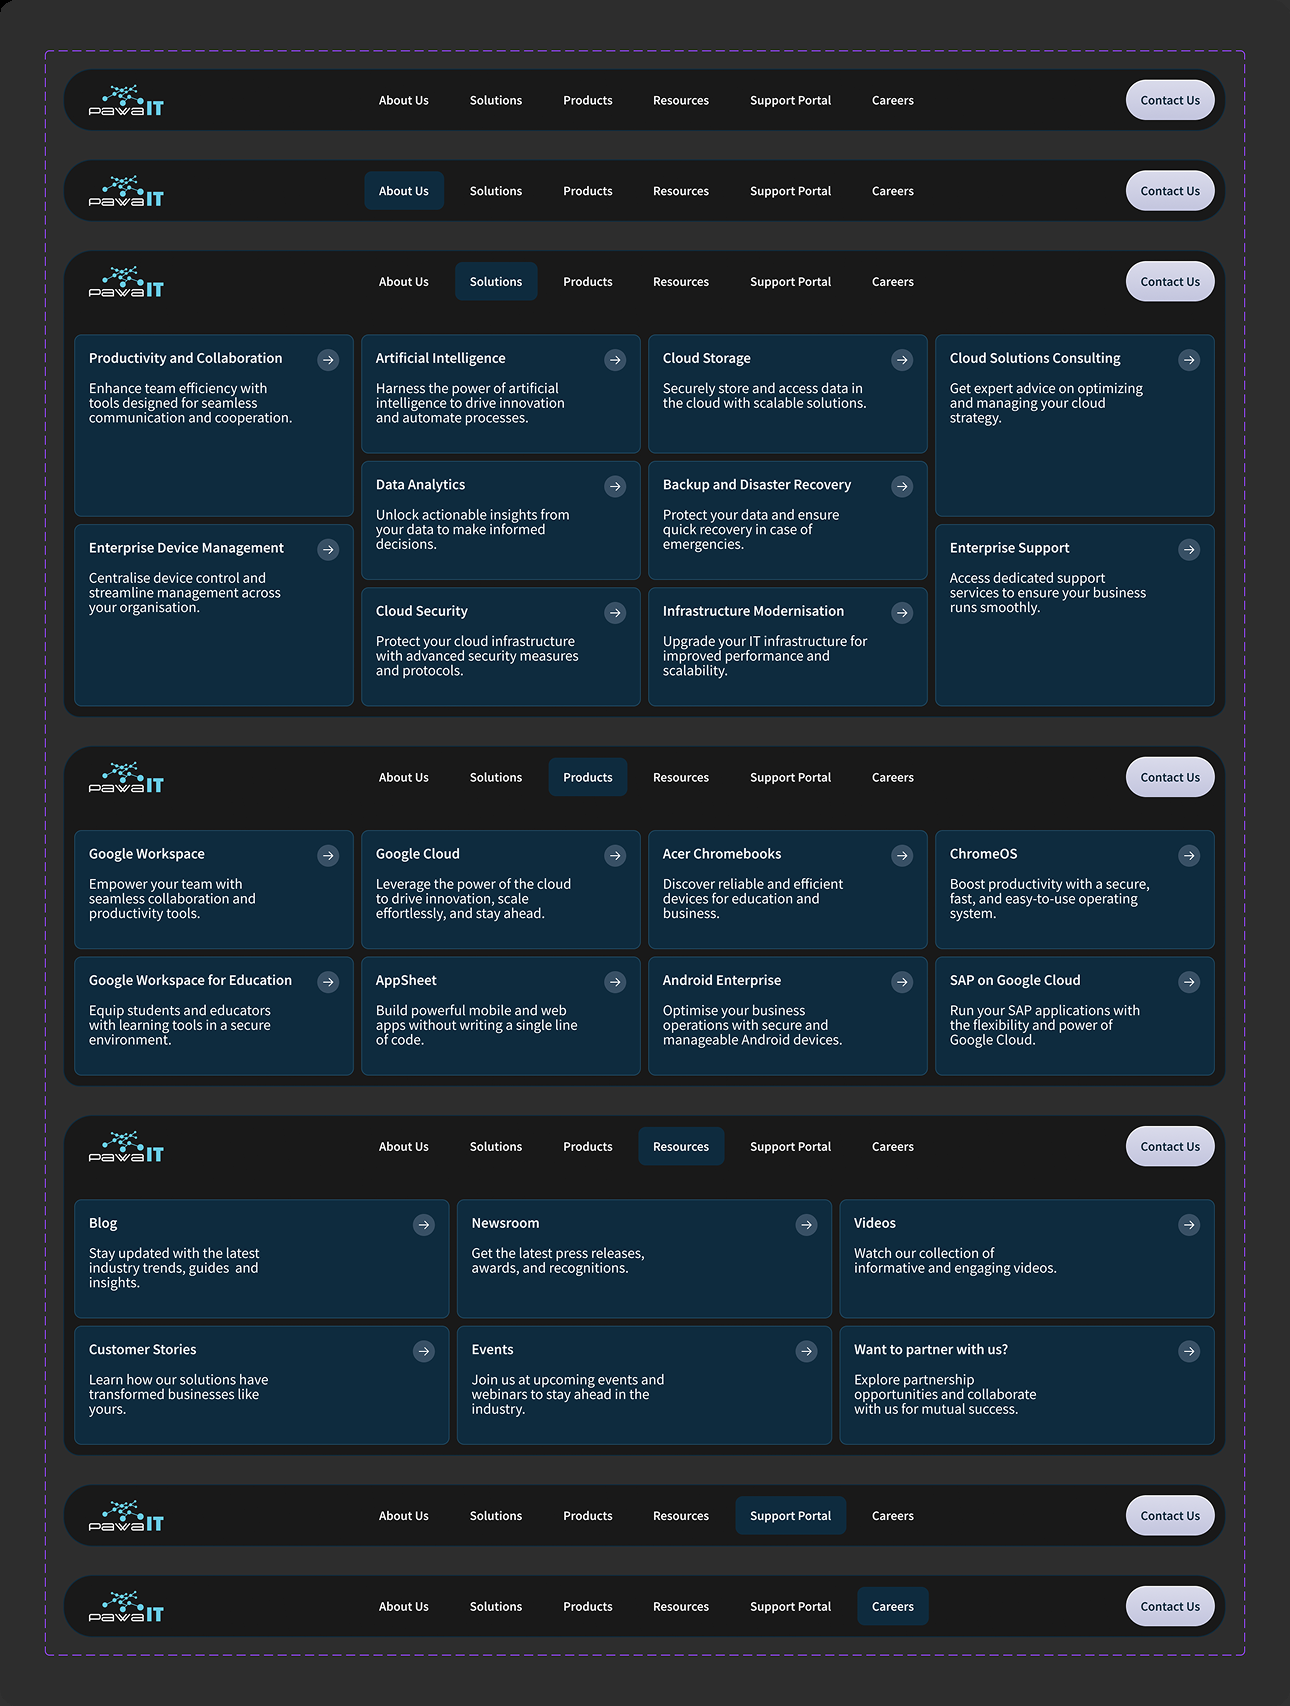 pawa IT
About Us
Solutions
Products
Resources
Support Portal
Careers
Contact Us
pawa IT
About Us
Solutions
Products
Resources
Support Portal
Careers
Contact Us
pawa IT
About Us
Solutions
Products
Resources
Support Portal
Careers
Contact Us
Productivity and Collaboration
Enhance team efficiency with
tools designed for seamless
communication and cooperation.
Enterprise Device Management
Centralise device control and
streamline management across
your organisation.
Artificial Intelligence
Harness the power of artificial
intelligence to drive innovation
and automate processes.
Data Analytics
Unlock actionable insights from
your data to make informed
decisions.
Cloud Security
Protect your cloud infrastructure
with advanced security measures
and protocols.
Cloud Storage
Securely store and access data in
the cloud with scalable solutions.
Backup and Disaster Recovery
Protect your data and ensure
quick recovery in case of
emergencies.
Infrastructure Modernisation
Upgrade your IT infrastructure for
improved performance and
scalability.
Cloud Solutions Consulting
Get expert advice on optimizing
and managing your cloud
strategy.
Enterprise Support
Access dedicated support
services to ensure your business
runs smoothly.
pawa IT
About Us
Solutions
Products
Resources
Support Portal
Careers
Contact Us
Google Workspace
Empower your team with
seamless collaboration and
productivity tools.
Google Cloud
Leverage the power of the cloud
to drive innovation, scale
effortlessly, and stay ahead.
Acer Chromebooks
Discover reliable and efficient
devices for education and
business.
ChromeOS
Boost productivity with a secure,
fast, and easy-to-use operating
system.
Google Workspace for Education
Equip students and educators
with learning tools in a secure
environment.
AppSheet
Build powerful mobile and web
apps without writing a single line
of code.
Android Enterprise
Optimise your business
operations with secure and
manageable Android devices.
SAP on Google Cloud
Run your SAP applications with
the flexibility and power of
Google Cloud.
pawa IT
About Us
Solutions
Products
Resources
Support Portal
Careers
Contact Us
Blog
Stay updated with the latest
industry trends, guides  and
insights.
Newsroom
Get the latest press releases,
awards, and recognitions.
Videos
Watch our collection of
informative and engaging videos.
Customer Stories
Learn how our solutions have
transformed businesses like
yours.
Events
Join us at upcoming events and
webinars to stay ahead in the
industry.
Want to partner with us?
Explore partnership
opportunities and collaborate
with us for mutual success.
pawa IT
About Us
Solutions
Products
Resources
Support Portal
Careers
Contact Us
pawa IT
About Us
Solutions
Products
Resources
Support Portal
Careers
Contact Us